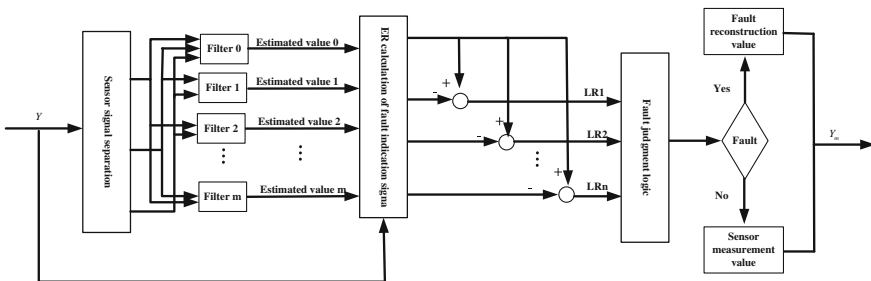 Y
Sensor signal separation
Filter 0
Filter 1
Filter 2
Filter m
Estimated value 0
Estimated value 1
Estimated value 2
Estimated value m
ER calculation of fault indication signa
+
-
+
-
+
-
LR1
LR2
LRn
Fault judgment logic
Fault
reconstruction
value
Yes
Fault
No
Sensor
measurement
value
Yₘ